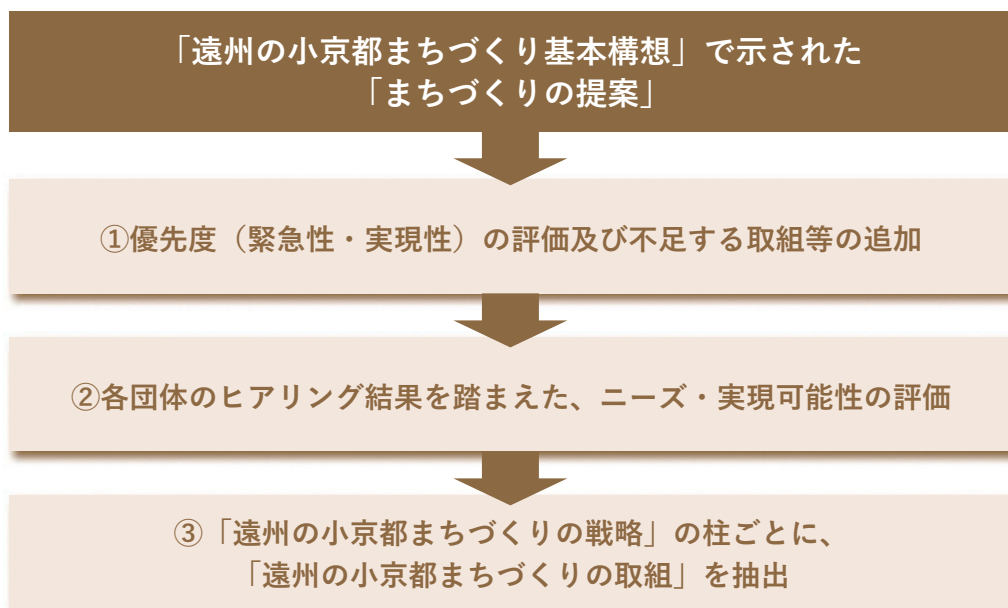 「遠州の小京都まちづくり基本構想」で示された
「まちづくりの提案」
①優先度（緊急性・実現性）の評価及び不足する取組等の追加
②各団体のヒアリング結果を踏まえた、ニーズ・実現可能性の評価
③「遠州の小京都まちづくりの戦略」の柱ごとに、
「遠州の小京都まちづくりの取組」を抽出